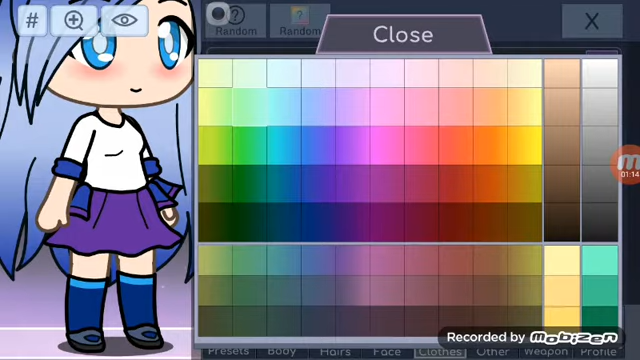 #
?
Random
?
Random
X
Close
01:14
Recorded by MOBIZEN
Presets Body Hairs Face Clothes Other Weapon Profile